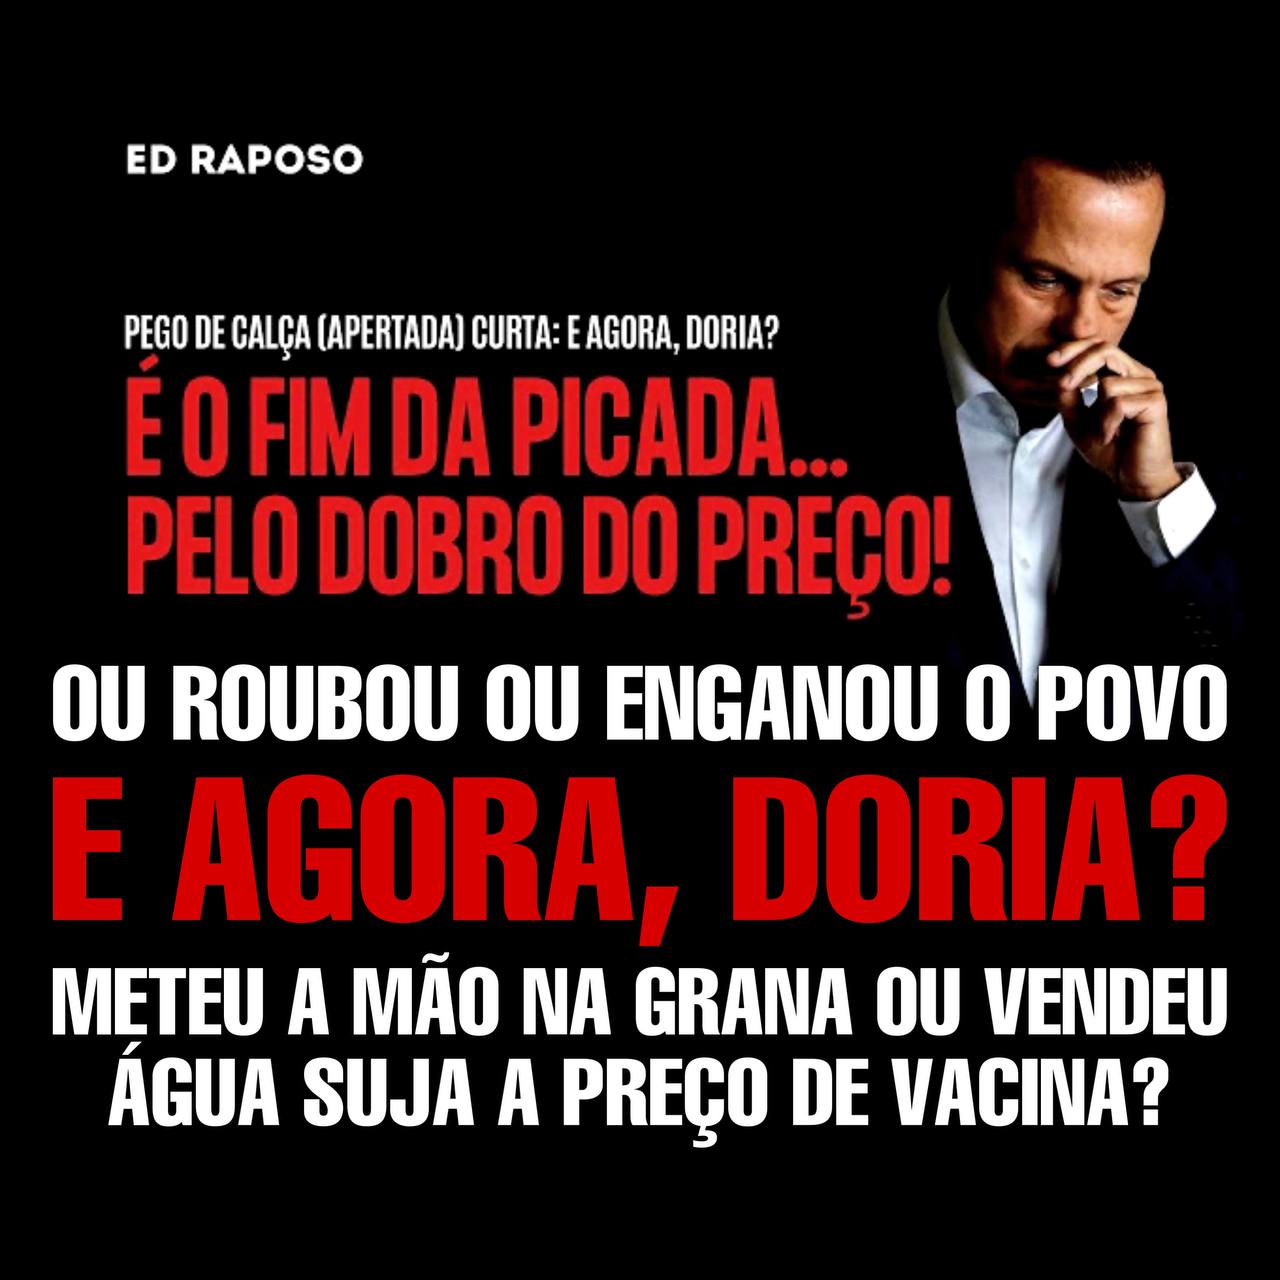 ED RAPOSO
PEGO DE CALÇA (APERTADA) CURTA: E AGORA, DORIA?
É O FIM DA PICADA...
PELO DOBRO DO PREÇO!
OU ROUBOU OU ENGANOU O POVO
E AGORA, DORIA?
METEU A MÃO NA GRANA OU VENDEU
ÁGUA SUJA A PREÇO DE VACINA?